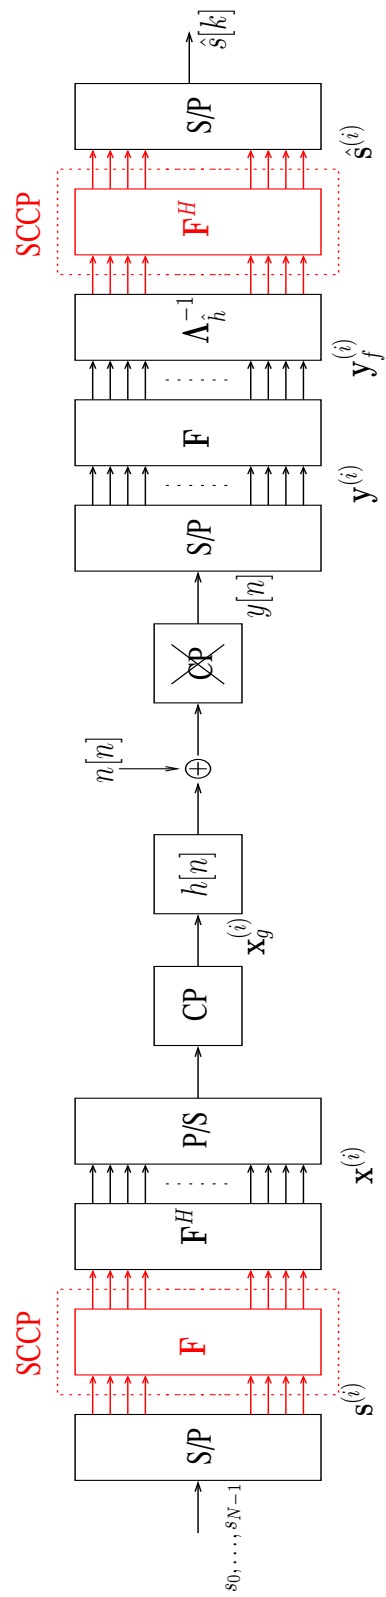 s_0, ..., s_{N-1}
S/P
s^{(i)}
SCCP
F
F^H
x^{(i)}
P/S
CP
x_g^{(i)}
h[n]
n[n]
+
CP
y[n]
S/P
y^{(i)}
F
y_f^{(i)}
Λ_ĥ^{-1}
SCCP
F^H
ŝ^{(i)}
S/P
ŝ[k]